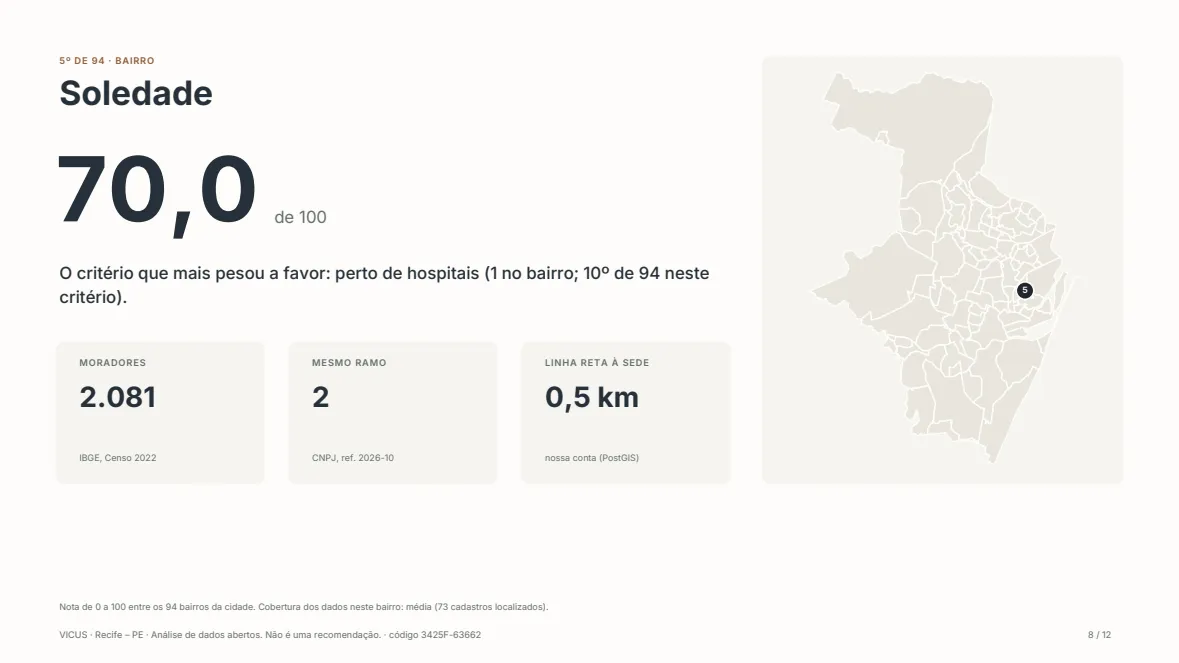 5º DE 94 · BAIRRO
Soledade
70,0 de 100
O critério que mais pesou a favor: perto de hospitais (1 no bairro; 10º de 94 neste
critério).
MORADORES
2.081
IBGE, Censo 2022
MESMO RAMO
2
CNPJ, ref. 2026-10
LINHA RETA À SEDE
0,5 km
nossa conta (PostGIS)
5
Nota de 0 a 100 entre os 94 bairros da cidade. Cobertura dos dados neste bairro: média (73 cadastros localizados).
VICUS · Recife – PE · Análise de dados abertos. Não é uma recomendação. · código 3425F-63662
8 / 12